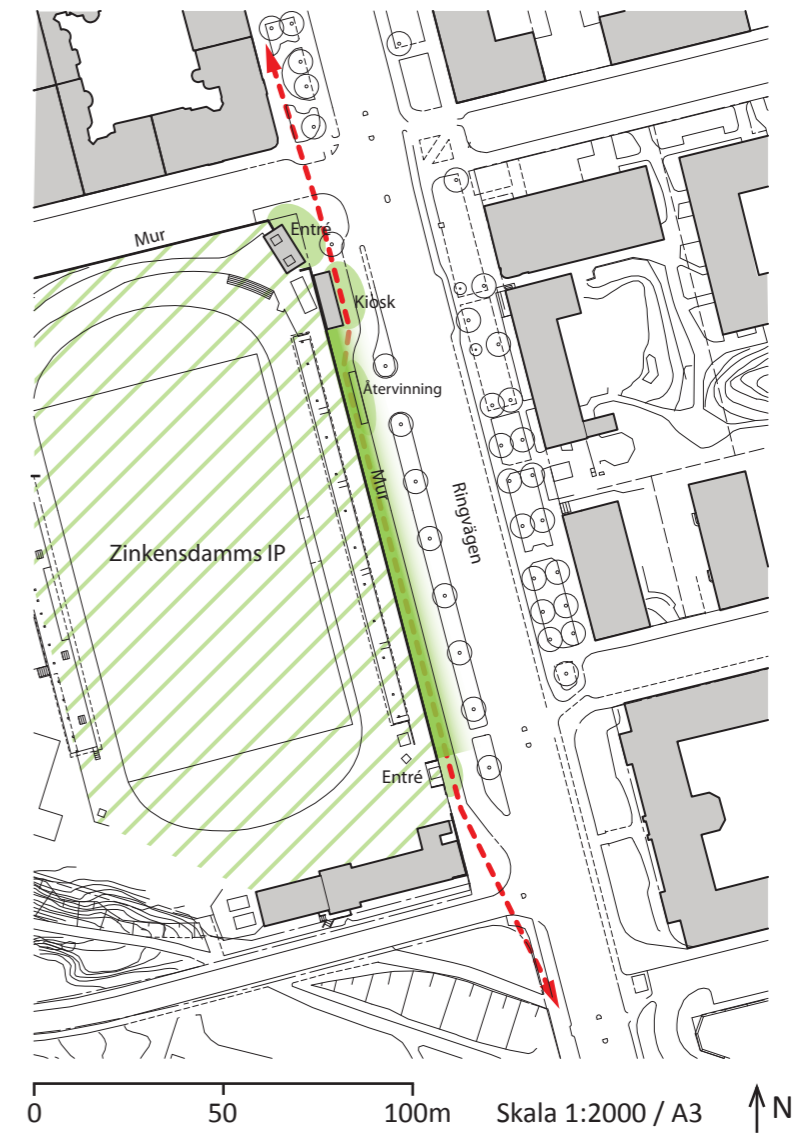 Mur
Entré
Kiosk
Återvinning
Mur
Ringvägen
Zinkensdamms IP
Entré
0 50 100m Skala 1:2000 / A3 N